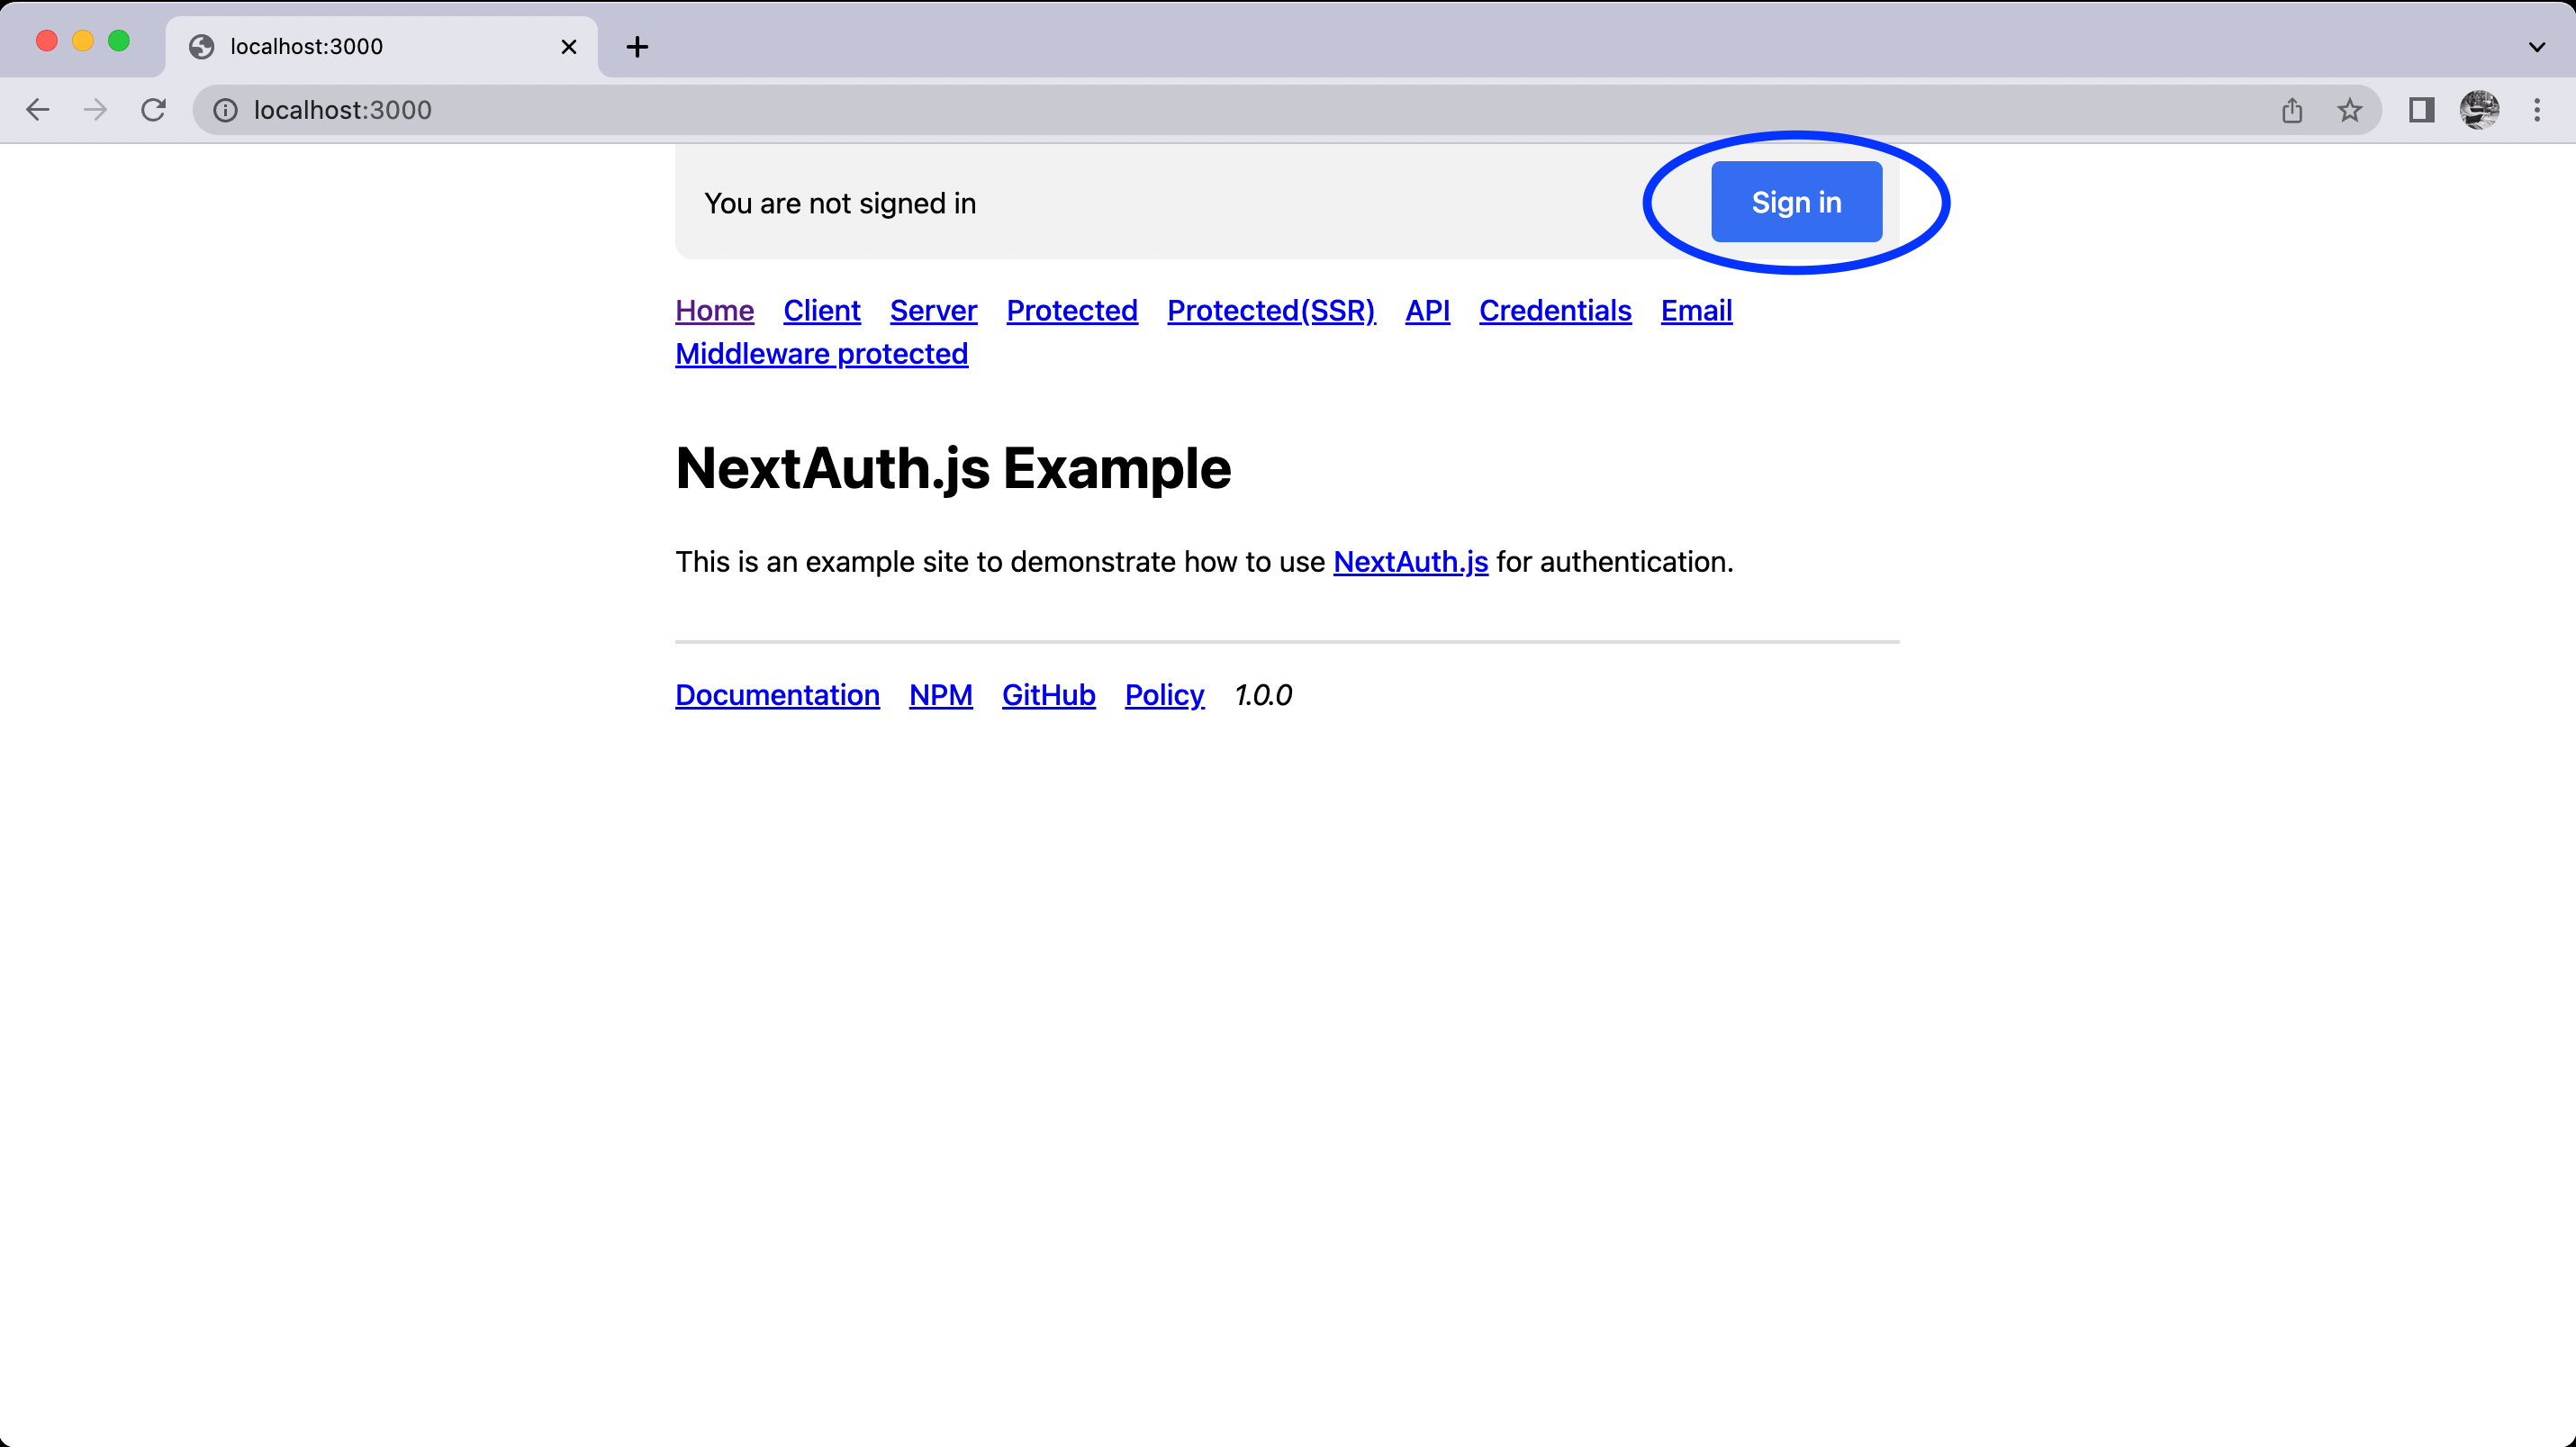 localhost:3000
localhost:3000
You are not signed in Sign in
Home Client Server Protected Protected(SSR) API Credentials Email
Middleware protected
NextAuth.js Example
This is an example site to demonstrate how to use NextAuth.js for authentication.
Documentation NPM GitHub Policy 1.0.0